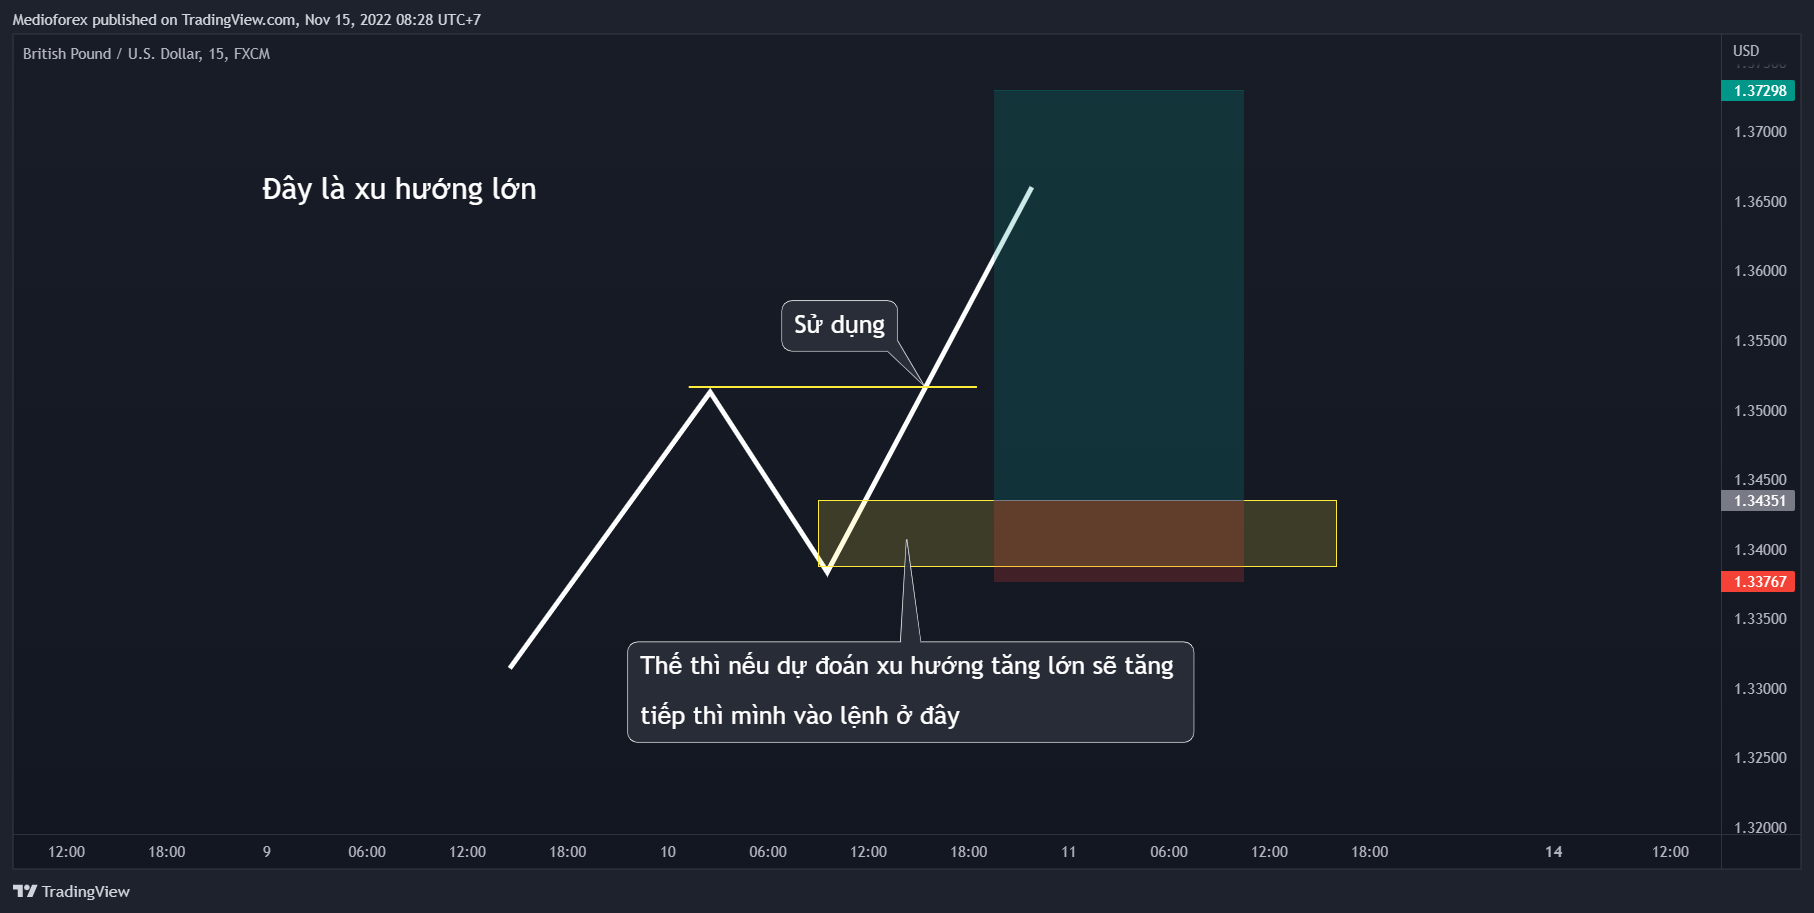 Medioforex published on TradingView.com, Nov 15, 2022 08:28 UTC+7
British Pound / U.S. Dollar, 15, FXCM
USD
1.37298
1.37000
Đây là xu hướng lớn
1.36500
1.36000
Sử dụng
1.35500
1.35000
1.34500
1.34351
1.34000
1.33767
1.33500
Thế thì nếu dự đoán xu hướng tăng lớn sẽ tăng
tiếp thì mình vào lệnh ở đây
1.33000
1.32500
1.32000
12:00 18:00 9 06:00 12:00 18:00 10 06:00 12:00 18:00 11 06:00 12:00 18:00 14 12:00
TradingView